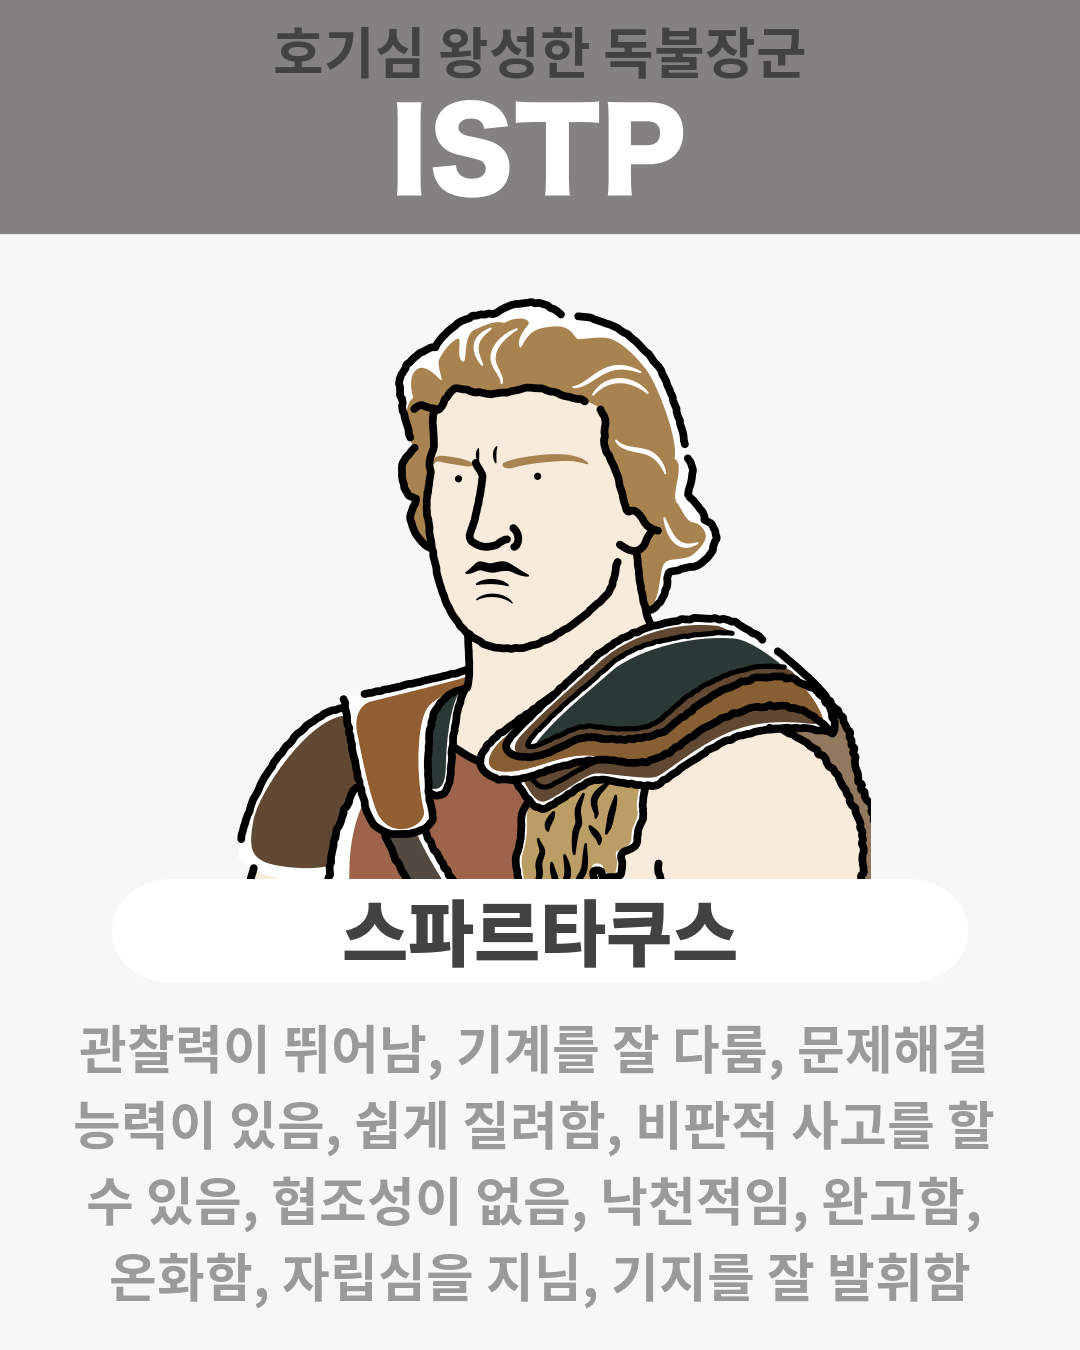 호기심 왕성한 독불장군
ISTP
스파르타쿠스
관찰력이 뛰어남, 기계를 잘 다룸, 문제해결
능력이 있음, 쉽게 질려함, 비판적 사고를 할
수 있음, 협조성이 없음, 낙천적임, 완고함,
온화함, 자립심을 지님, 기지를 잘 발휘함